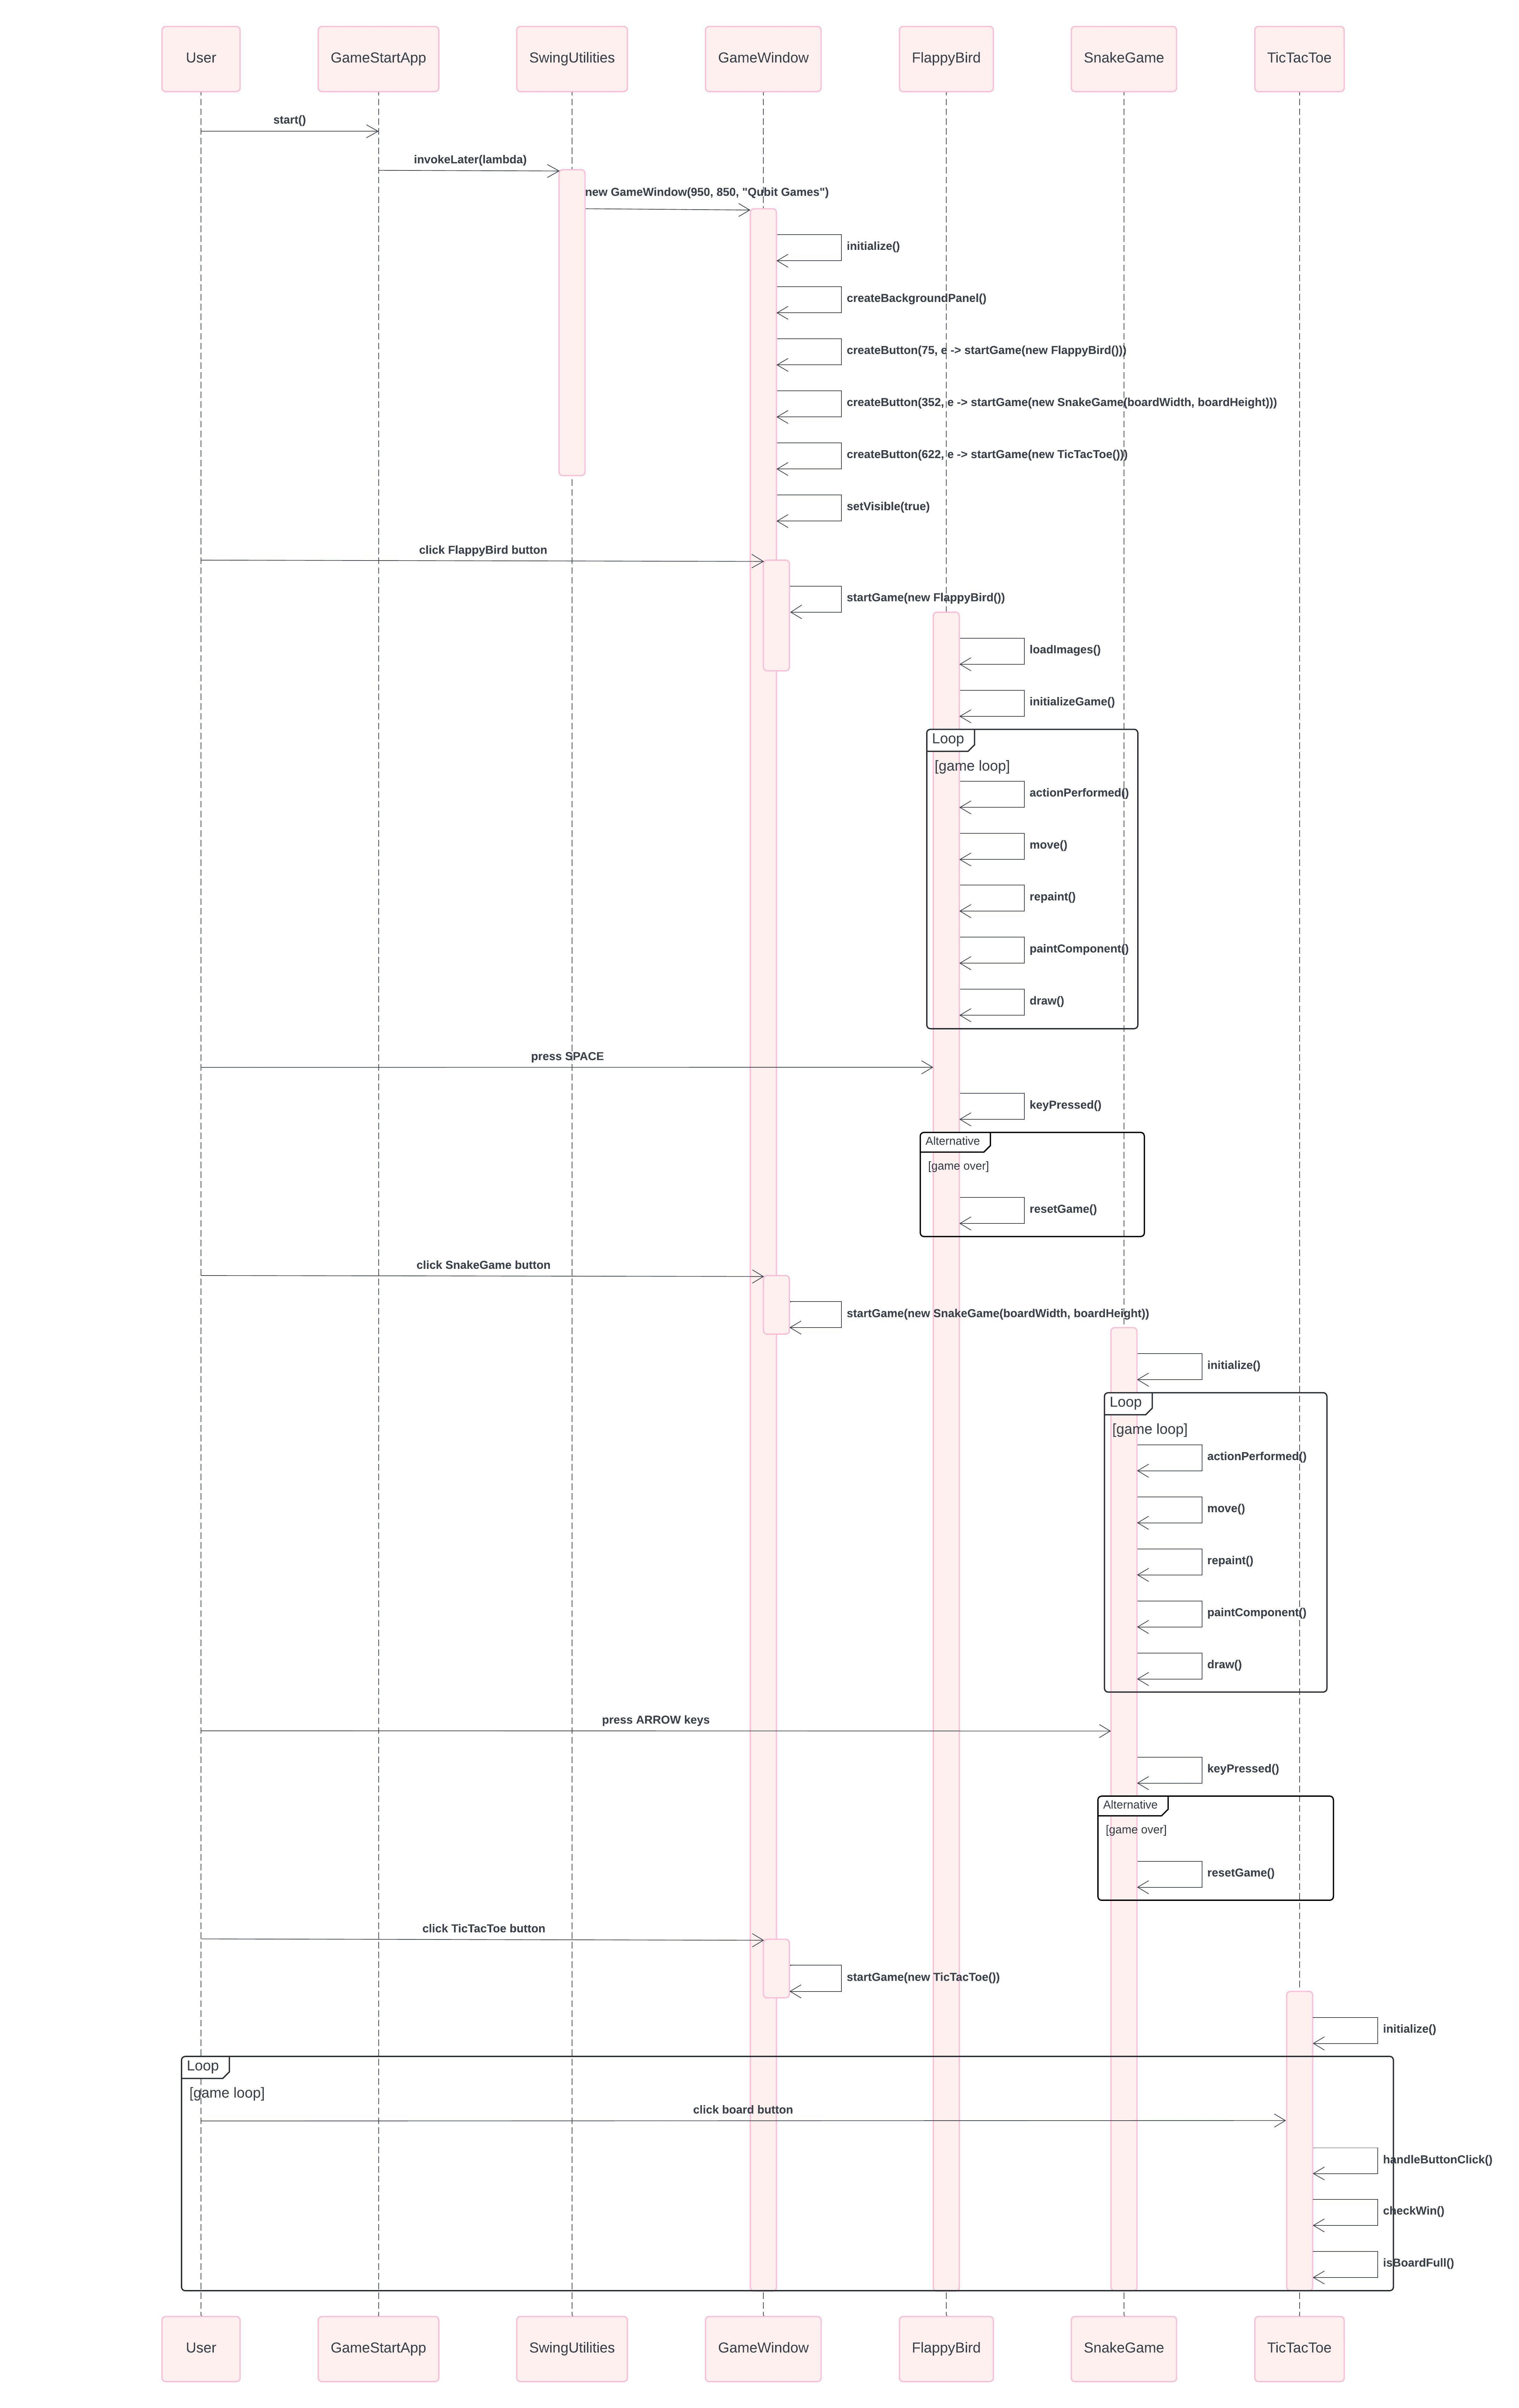 User
GameStartApp
SwingUtilities
GameWindow
FlappyBird
SnakeGame
TicTacToe
start()
invokeLater(lambda)
new GameWindow(950, 850, "Qubit Games")
initialize()
createBackgroundPanel()
createButton(75, e -> startGame(new FlappyBird()))
createButton(352, e -> startGame(new SnakeGame(boardWidth, boardHeight)))
createButton(622, e -> startGame(new TicTacToe()))
setVisible(true)
click FlappyBird button
startGame(new FlappyBird())
loadImages()
initializeGame()
Loop
[game loop]
actionPerformed()
move()
repaint()
paintComponent()
draw()
press SPACE
keyPressed()
Alternative
[game over]
resetGame()
click SnakeGame button
startGame(new SnakeGame(boardWidth, boardHeight))
initialize()
Loop
[game loop]
actionPerformed()
move()
repaint()
paintComponent()
draw()
press ARROW keys
keyPressed()
Alternative
[game over]
resetGame()
click TicTacToe button
startGame(new TicTacToe())
initialize()
Loop
[game loop]
click board button
handleButtonClick()
checkWin()
isBoardFull()
User
GameStartApp
SwingUtilities
GameWindow
FlappyBird
SnakeGame
TicTacToe